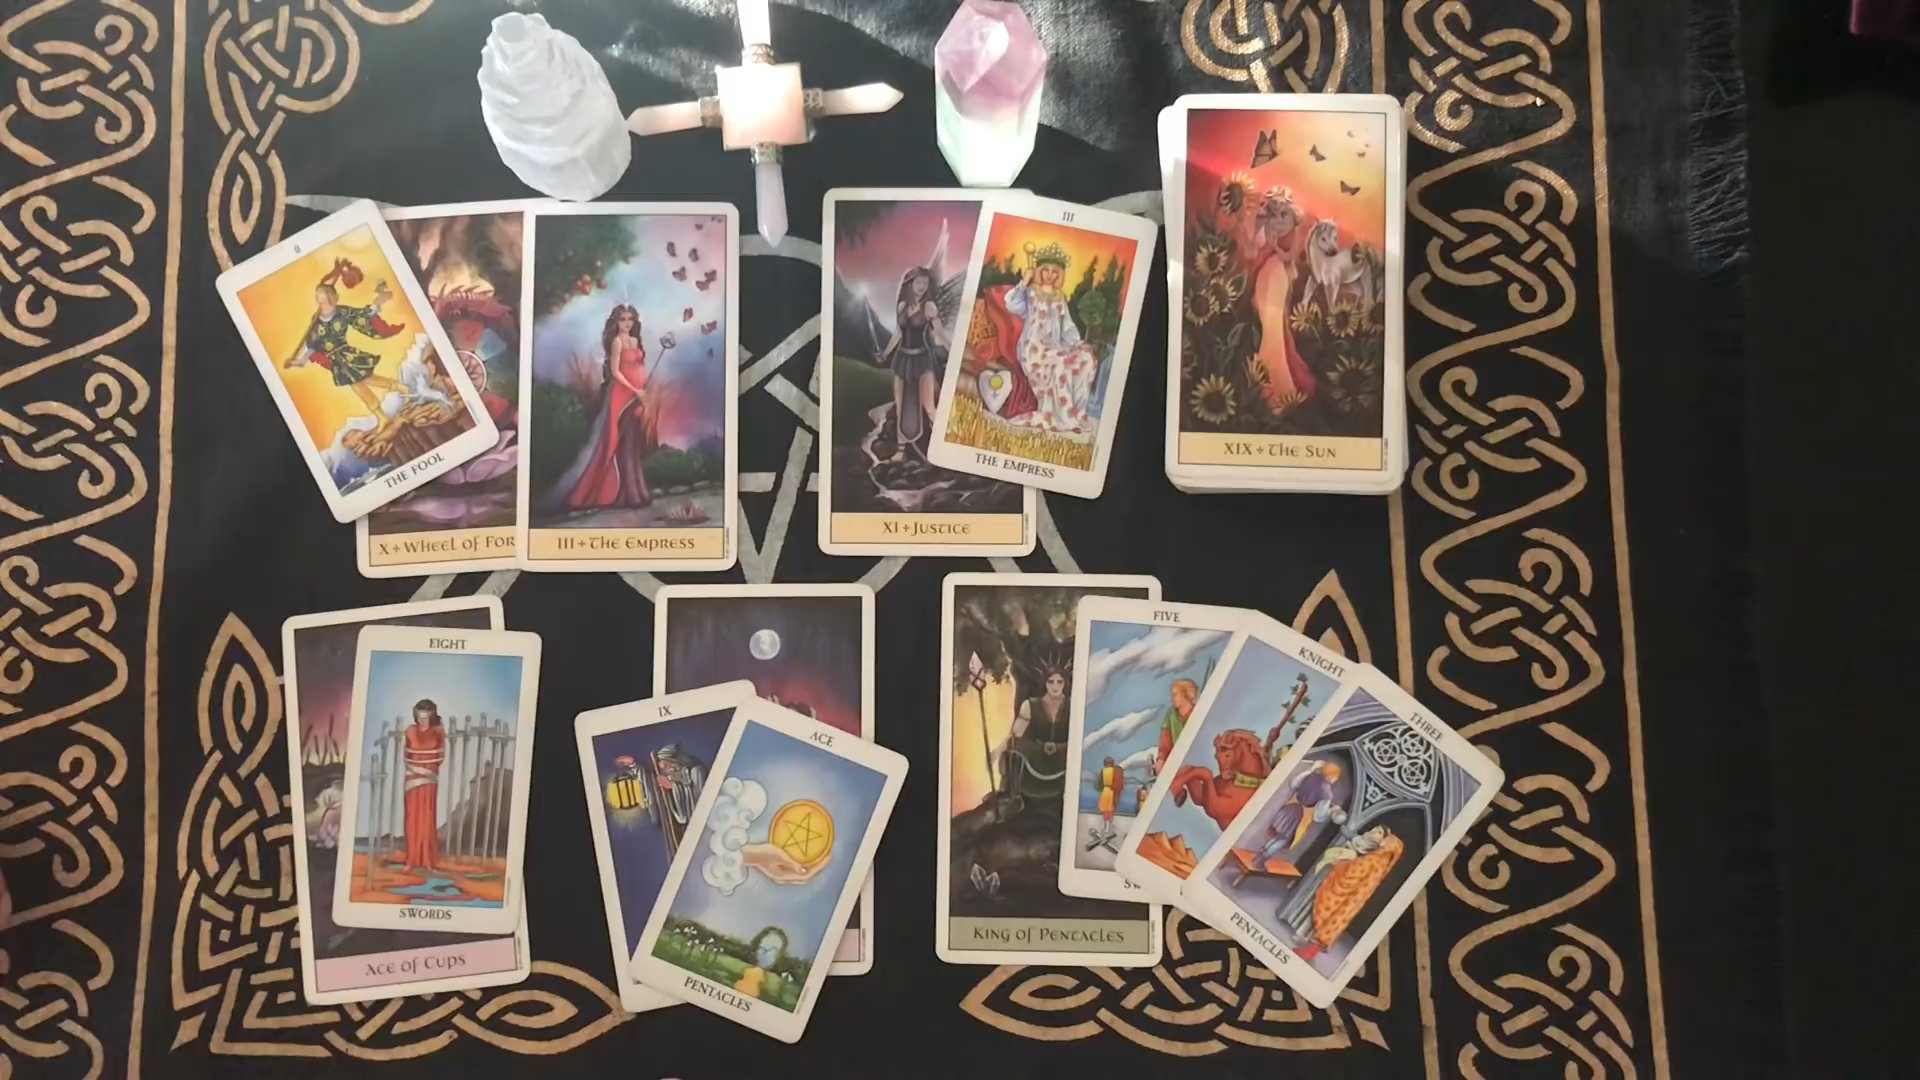 0
THE FOOL
X + WHEEL OF FOR
III + THE EMPRESS
XI + JUSTICE
III
THE EMPRESS
XIX + THE SUN
EIGHT
SWORDS
ACE OF CUPS
IX
ACE
PENTACLES
KING OF PENTACLES
FIVE
SW
KNIGHT
THREE
PENTACLES